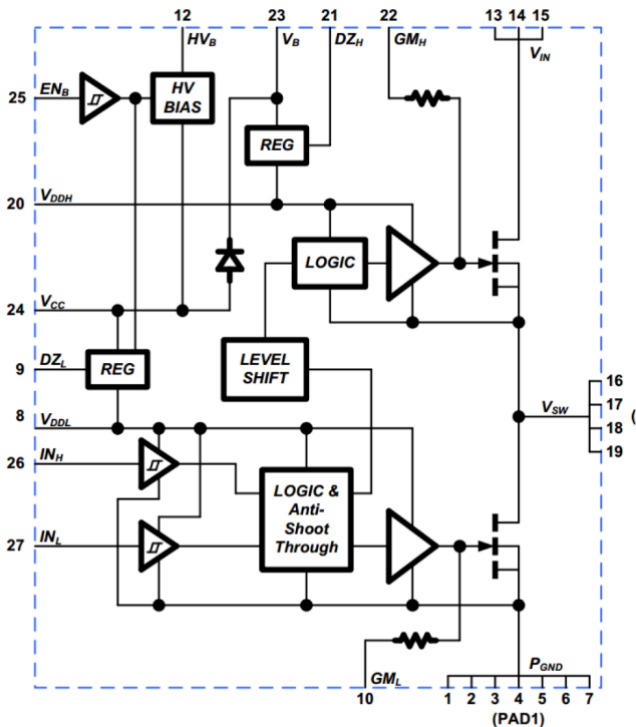 12 23 21 22 13 14 15
HV_B V_B DZ_H GM_H V_IN
25 EN_B
HV
BIAS
REG
20 V_DDH
LOGIC
24 V_CC
9 DZ_L
REG
LEVEL
SHIFT
8 V_DDL
16
17
V_SW
18 (
19
26 IN_H
LOGIC &
Anti-
Shoot
Through
27 IN_L
GM_L
P_GND
10 1 2 3 4 5 6 7
(PAD1)